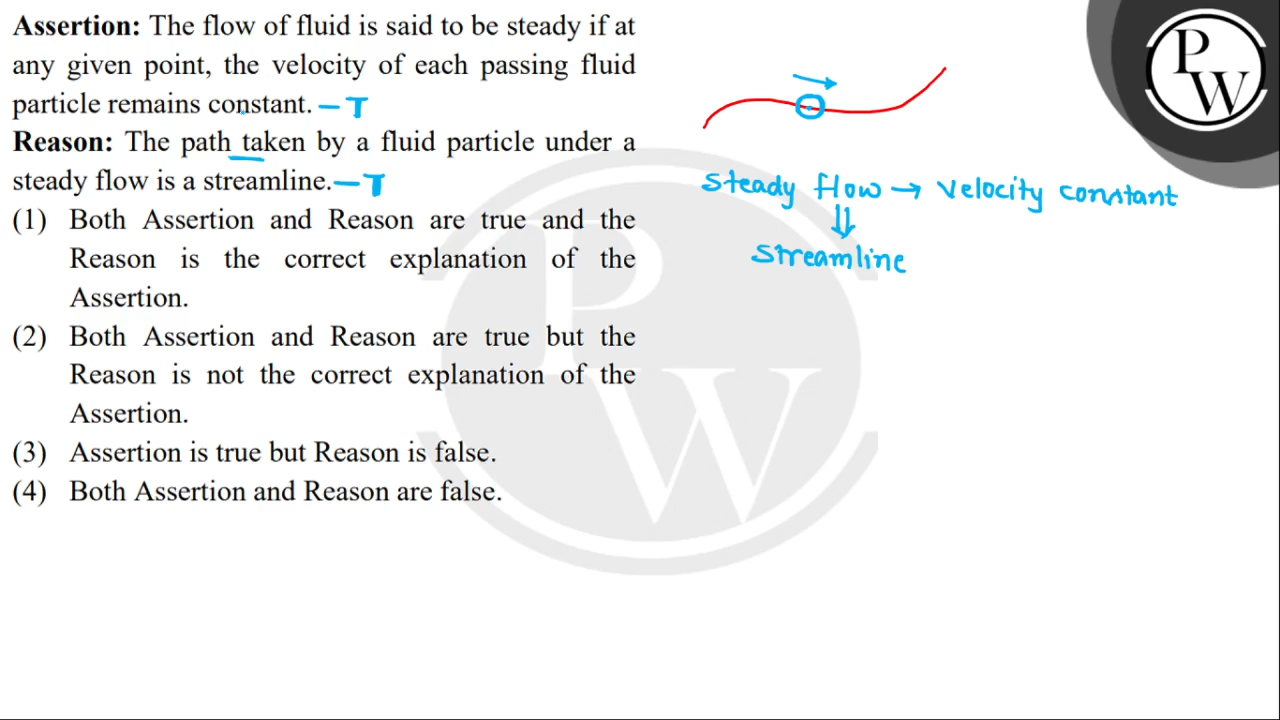 Assertion: The flow of fluid is said to be steady if at
any given point, the velocity of each passing fluid
particle remains constant. – T
Reason: The path taken by a fluid particle under a
steady flow is a streamline. – T
(1) Both Assertion and Reason are true and the
Reason is the correct explanation of the
Assertion.
(2) Both Assertion and Reason are true but the
Reason is not the correct explanation of the
Assertion.
(3) Assertion is true but Reason is false.
(4) Both Assertion and Reason are false.
Steady flow → velocity constant
⇓
Streamline
P
W
P
W